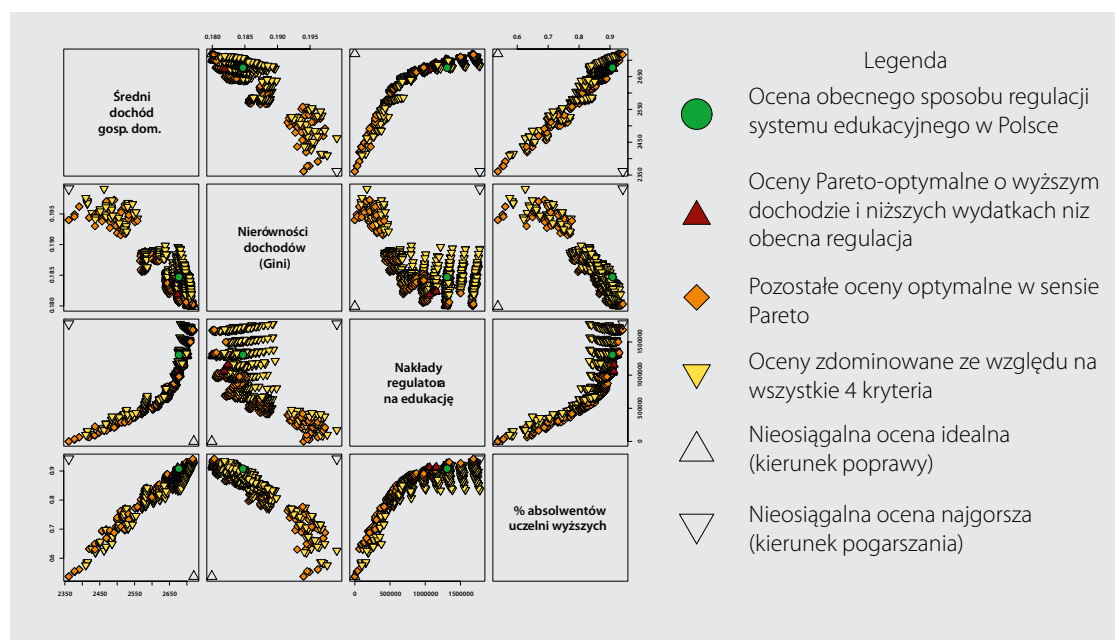 0.180 0.185 0.190 0.195
0.6 0.7 0.8 0.9
Średni
dochód
gosp. dom.
2350 2450 2550 2650
0.180 0.185 0.190 0.195
Nierówności
dochodów
(Gini)
Nakłady
regulatora
na edukację
0 500000 1000000 1500000
0.6 0.7 0.8 0.9
% absolwentów
uczelni wyższych
2350 2450 2550 2650
0 500000 1000000 1500000
Legenda
Ocena obecnego sposobu regulacji
systemu edukacyjnego w Polsce
Oceny Pareto-optymalne o wyższym
dochodzie i niższych wydatkach niz
obecna regulacja
Pozostałe oceny optymalne w sensie
Pareto
Oceny zdominowane ze względu na
wszystkie 4 kryteria
Nieosiągalna ocena idealna
(kierunek poprawy)
Nieosiągalna ocena najgorsza
(kierunek pogarszania)